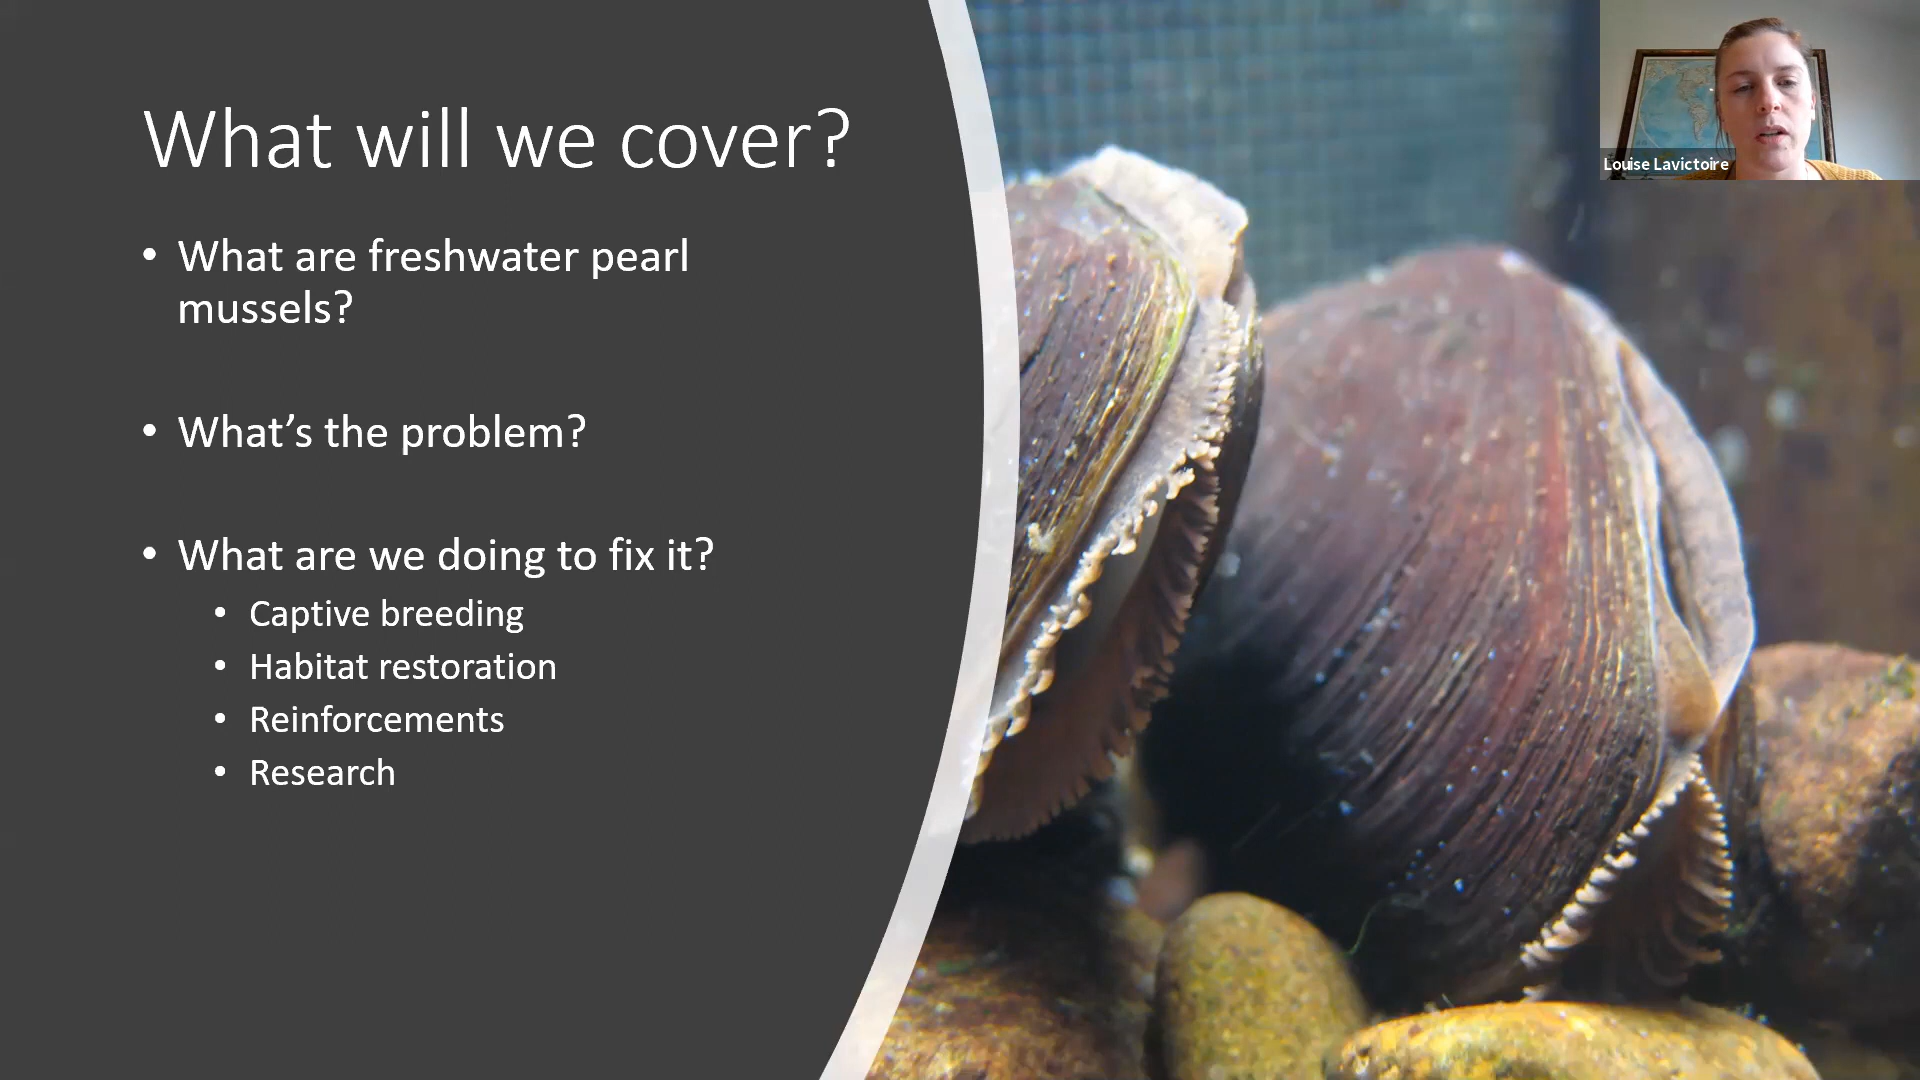 What will we cover?
• What are freshwater pearl
mussels?
• What’s the problem?
• What are we doing to fix it?
• Captive breeding
• Habitat restoration
• Reinforcements
• Research
Louise Lavictoire